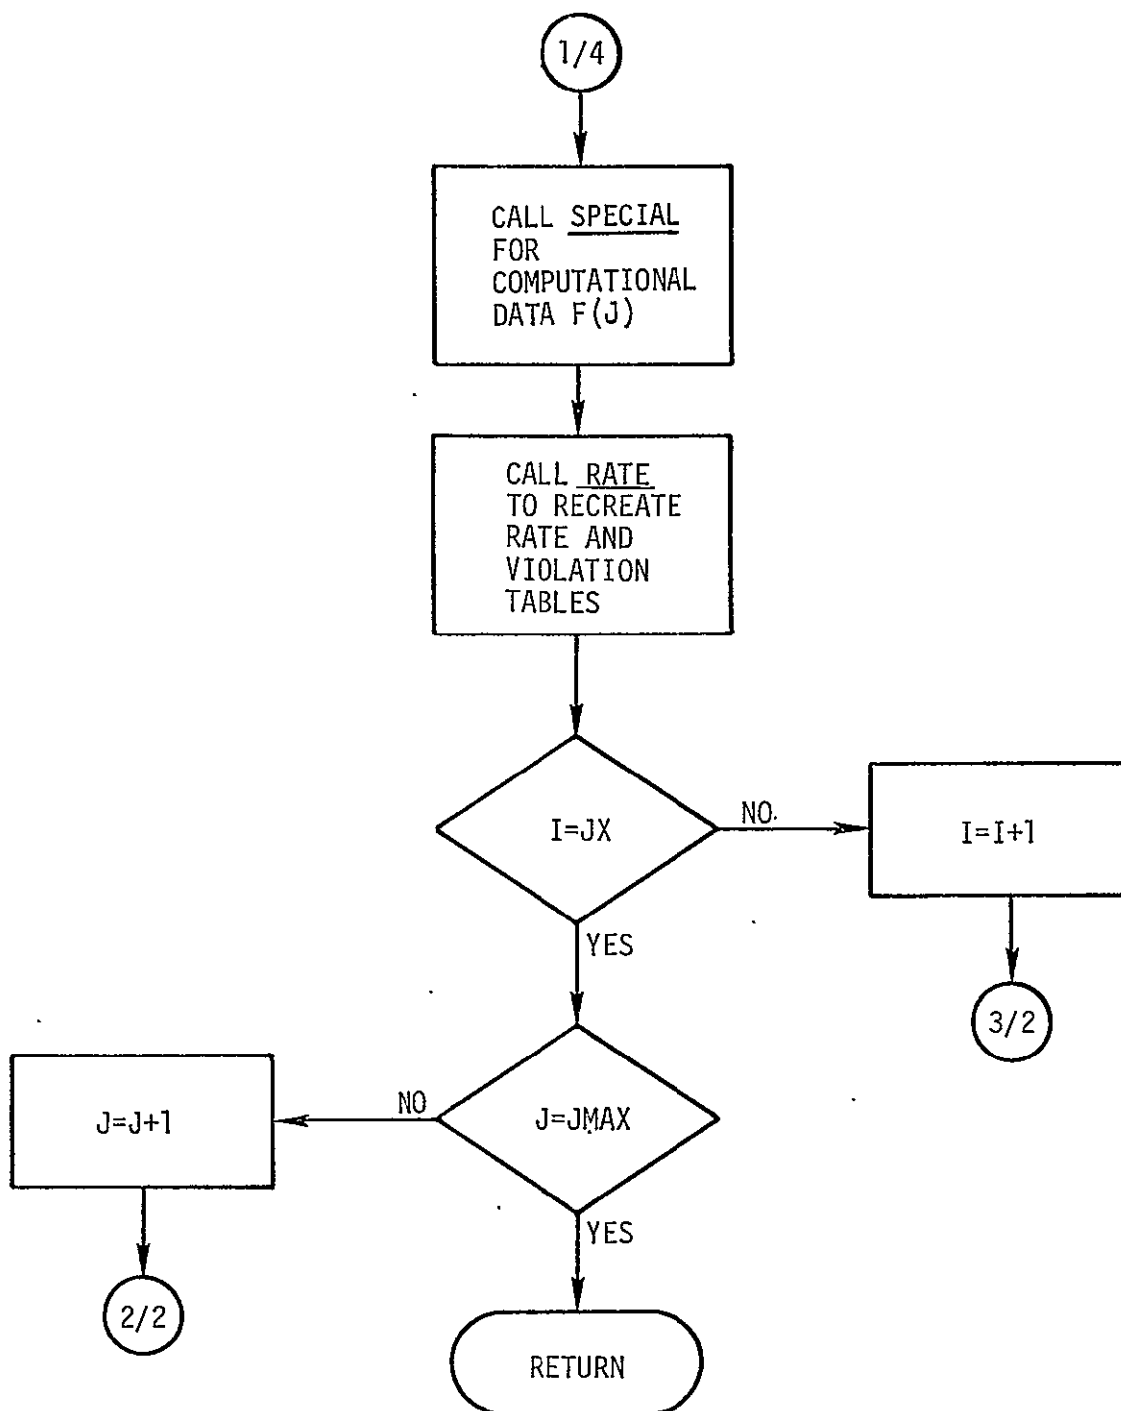 1/4
CALL SPECIAL
FOR
COMPUTATIONAL
DATA F(J)
CALL RATE
TO RECREATE
RATE AND
VIOLATION
TABLES
I=JX
NO
I=I+1
YES
3/2
J=JMAX
NO
J=J+1
YES
2/2
RETURN